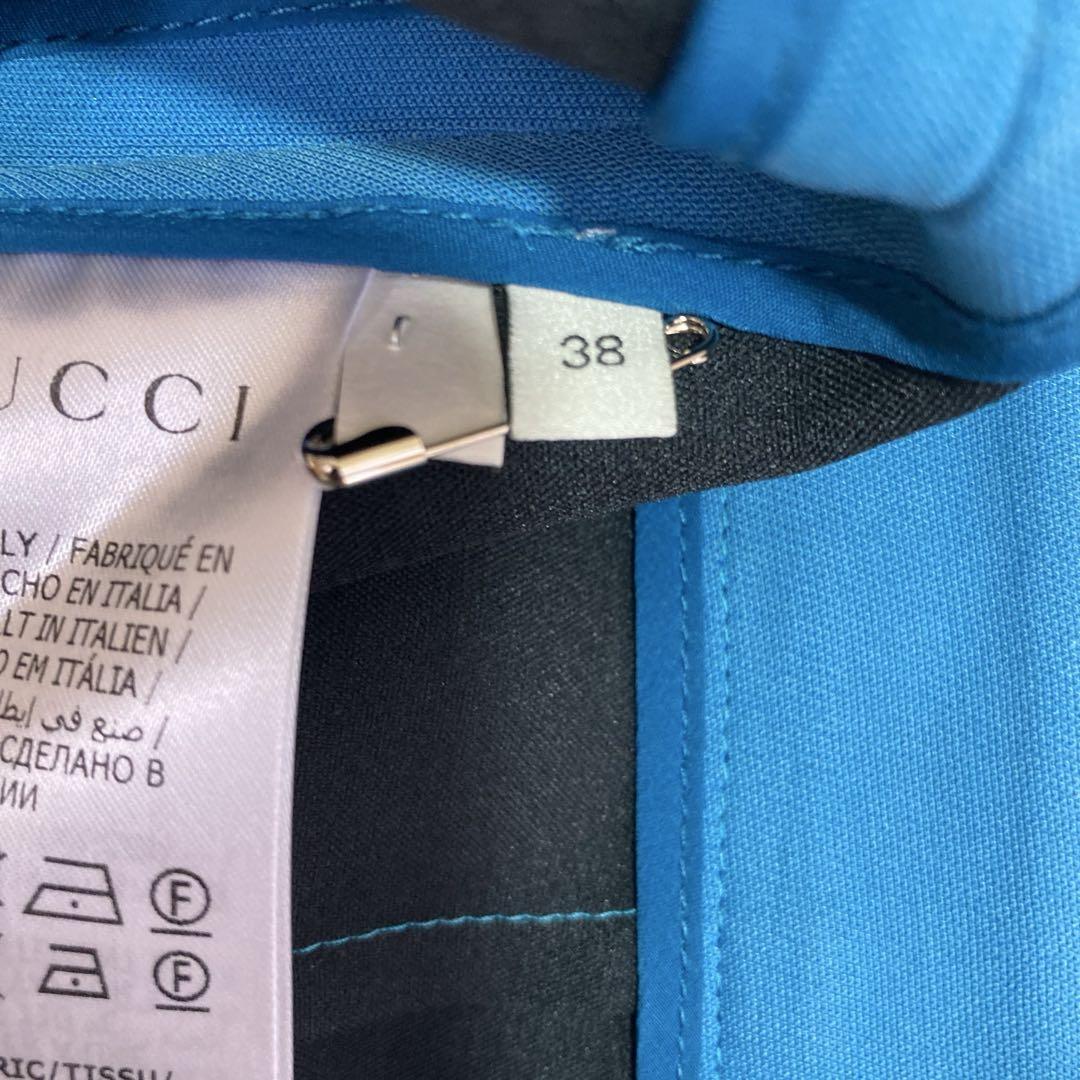 UCCI
I
38
LY / FABRIQUÉ EN
CHO EN ITALIA /
LT IN ITALIEN /
O EM ITÁLIA /
صنع في إيطا /
СДЕЛАНО В
ИИ
F
F
RIC/TISSU/